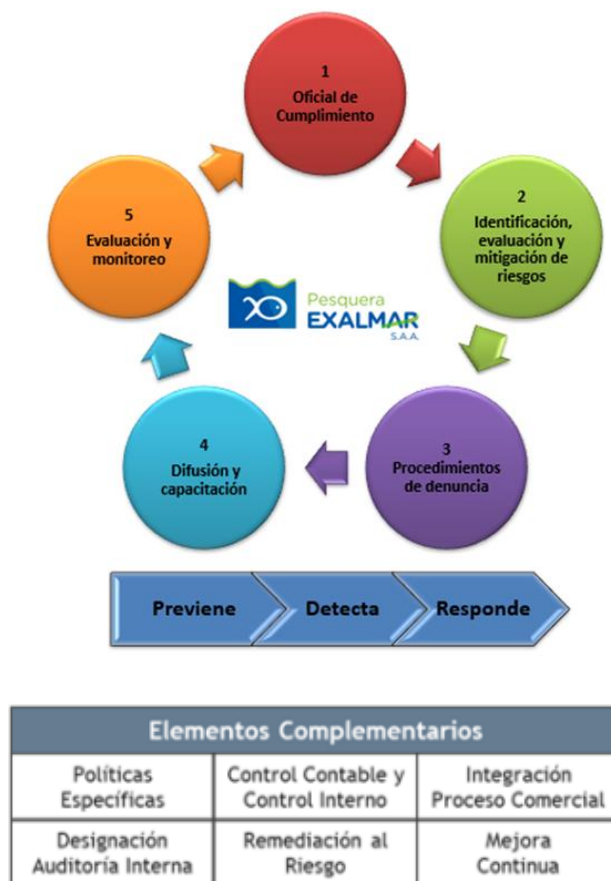 1
Oficial de
Cumplimiento
2
Identificación,
evaluación y
mitigación de
riesgos
3
Procedimientos
de denuncia
4
Difusión y
capacitación
5
Evaluación y
monitoreo
Pesquera
EXALMAR
S.A.A.
Previene
Detecta
Responde
Elementos Complementarios
Políticas
Específicas
Control Contable y
Control Interno
Integración
Proceso Comercial
Designación
Auditoría Interna
Remediación al
Riesgo
Mejora
Continua